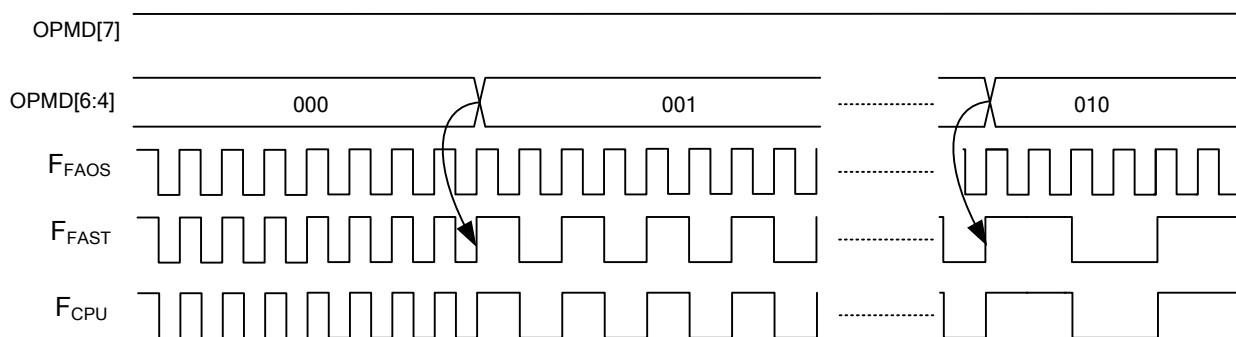 OPMD[7]
OPMD[6:4]
000
001
010
FFAOS
FFAST
FCPU